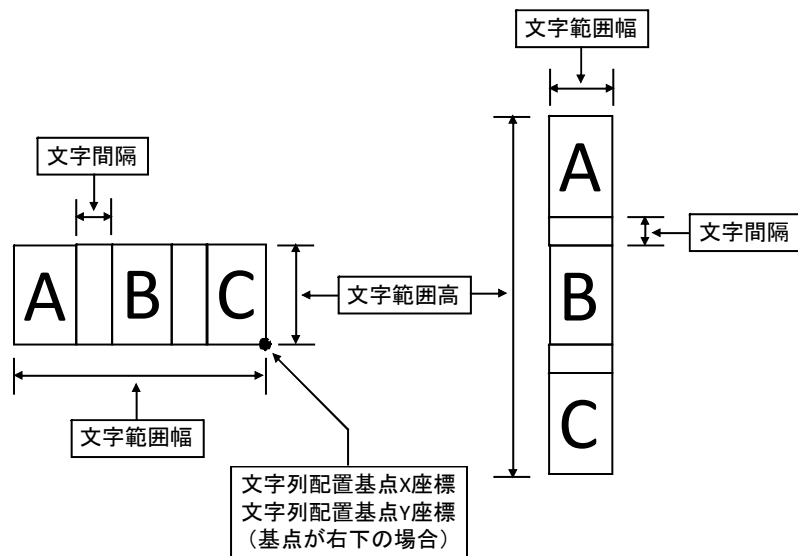 文字範囲幅
文字間隔
A
文字間隔
A B C
文字範囲高
B
文字範囲幅
C
文字列配置基点X座標
文字列配置基点Y座標
（基点が右下の場合）